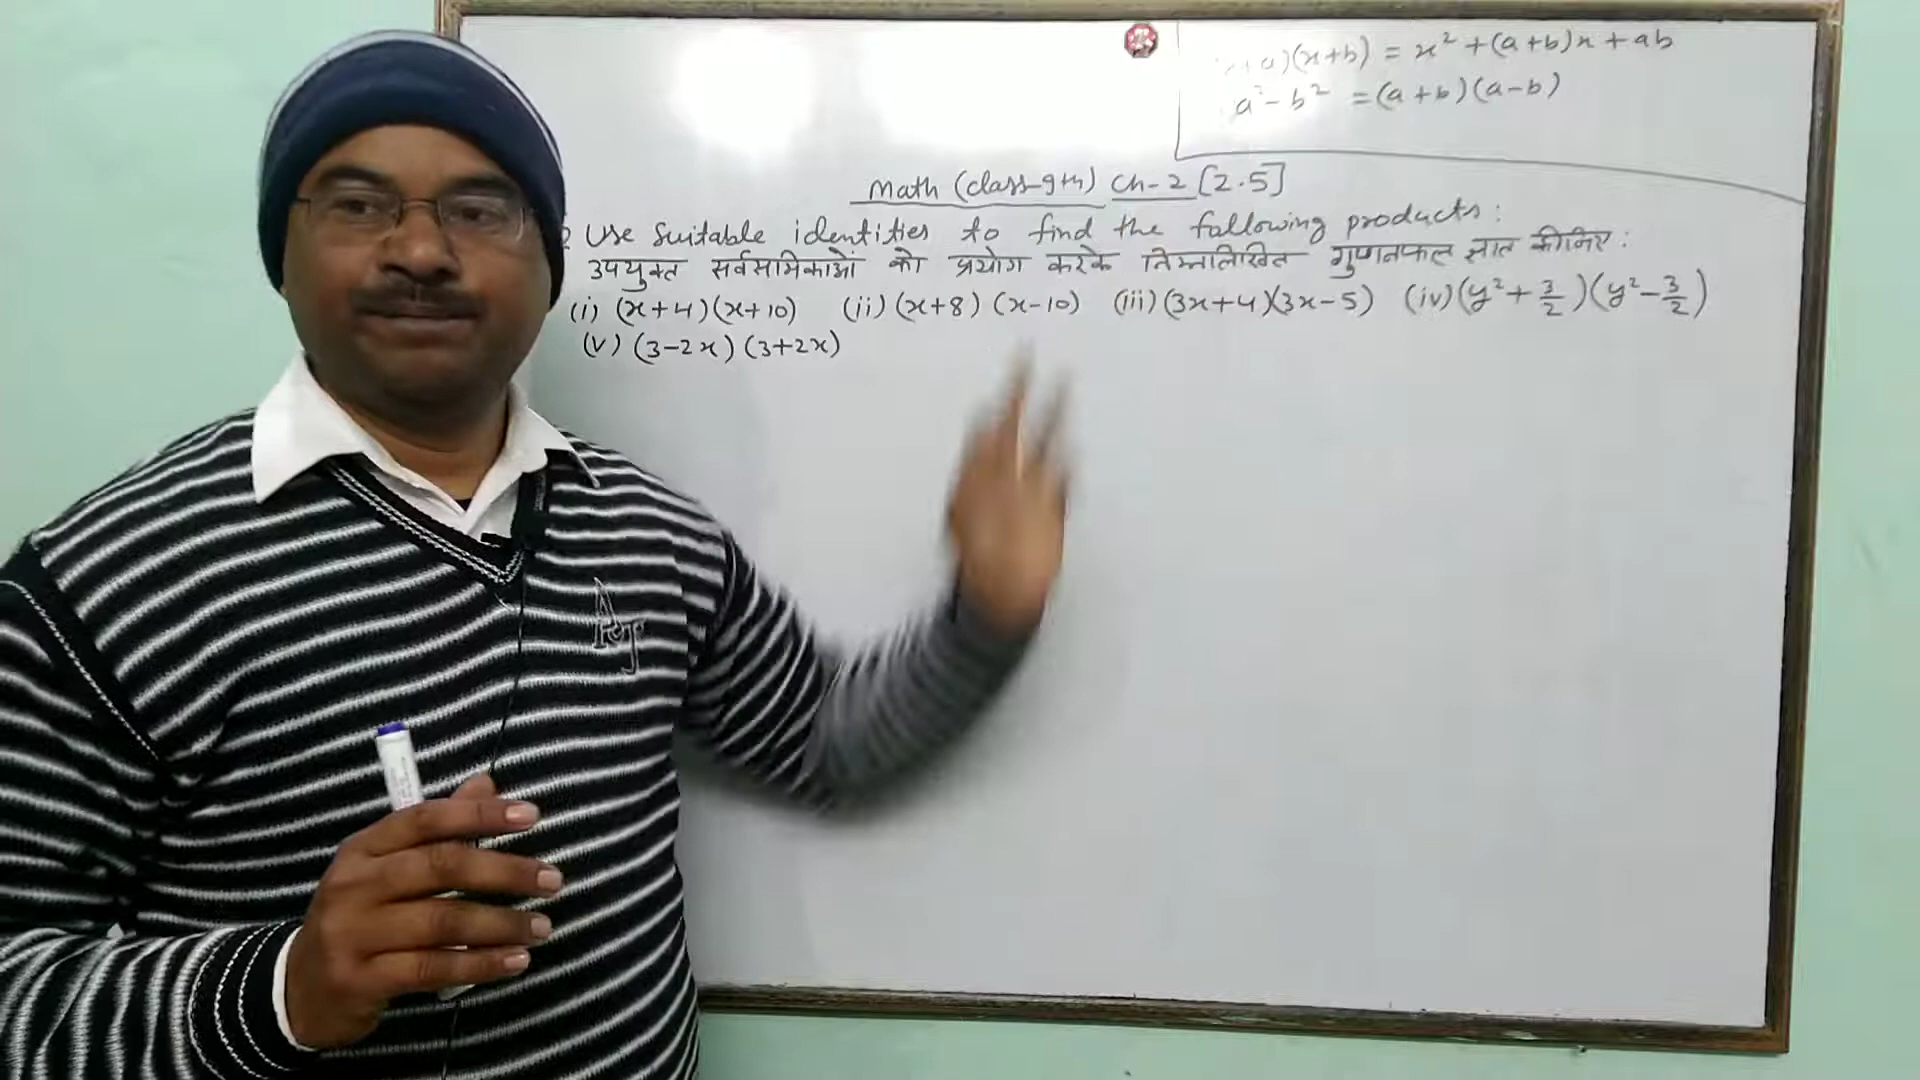 +a)(x+b) = x² + (a+b)x + ab
a² - b² = (a+b)(a-b)
Math (class-9th) Ch-2 [2.5]
Use Suitable identities to find the following products :
उपयुक्त सर्वसमिकाओं को प्रयोग करके निम्नलिखित गुणनफल ज्ञात कीजिए :
(i) (x+4)(x+10) (ii) (x+8) (x-10) (iii) (3x+4)(3x-5) (iv) (y² + 3/2)(y² - 3/2)
(v) (3-2x) (3+2x)